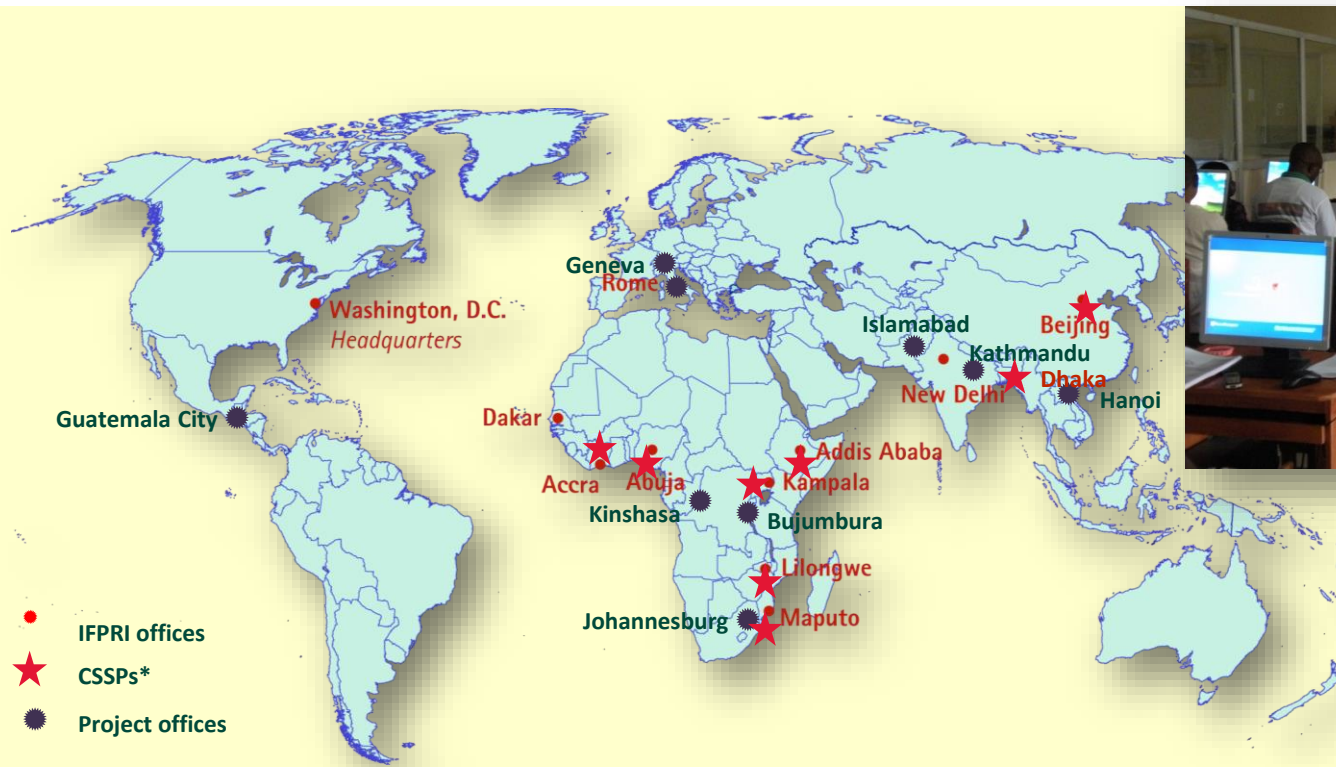 Geneva
Rome
Washington, D.C.
Headquarters
Islamabad
Beijing
Kathmandu
New Delhi
Dhaka
Hanoi
Guatemala City
Dakar
Addis Ababa
Accra
Abuja
Kampala
Kinshasa
Bujumbura
Lilongwe
Johannesburg
Maputo
IFPRI offices
CSSPs*
Project offices